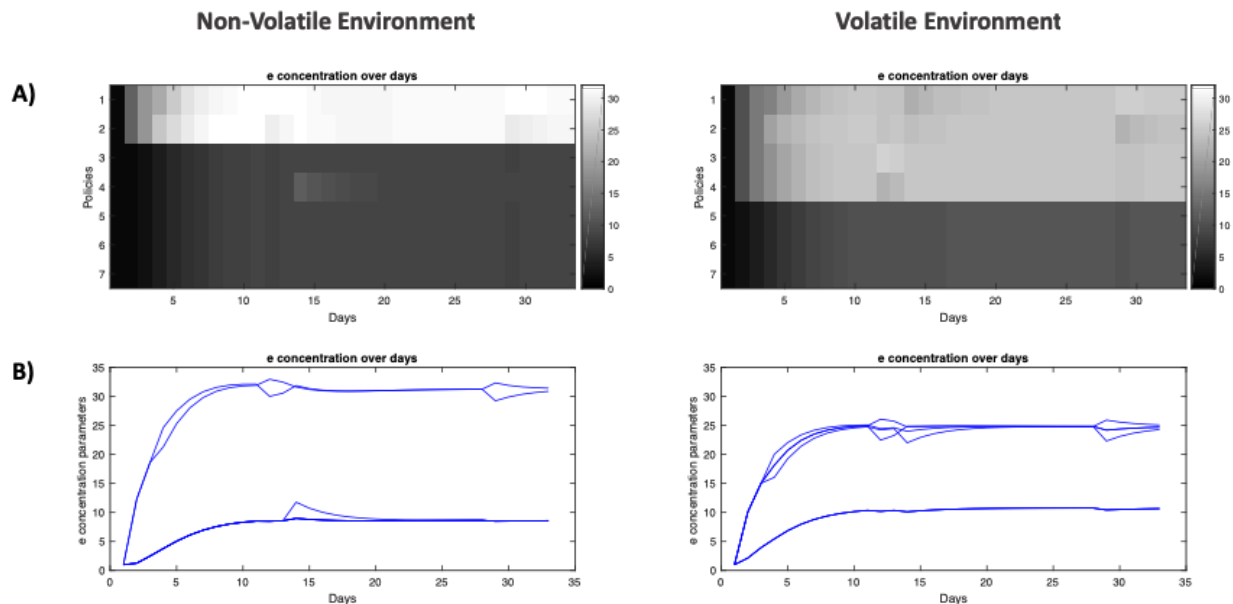 Non-Volatile Environment
Volatile Environment
A)
e concentration over days
Policies
1
2
3
4
5
6
7
5 10 15 20 25 30
Days
30
25
20
15
10
5
0
e concentration over days
Policies
1
2
3
4
5
6
7
5 10 15 20 25 30
Days
30
25
20
15
10
5
0
B)
e concentration over days
e concentration parameters
35
30
25
20
15
10
5
0
0 5 10 15 20 25 30 35
Days
e concentration over days
e concentration parameters
35
30
25
20
15
10
5
0
0 5 10 15 20 25 30 35
Days